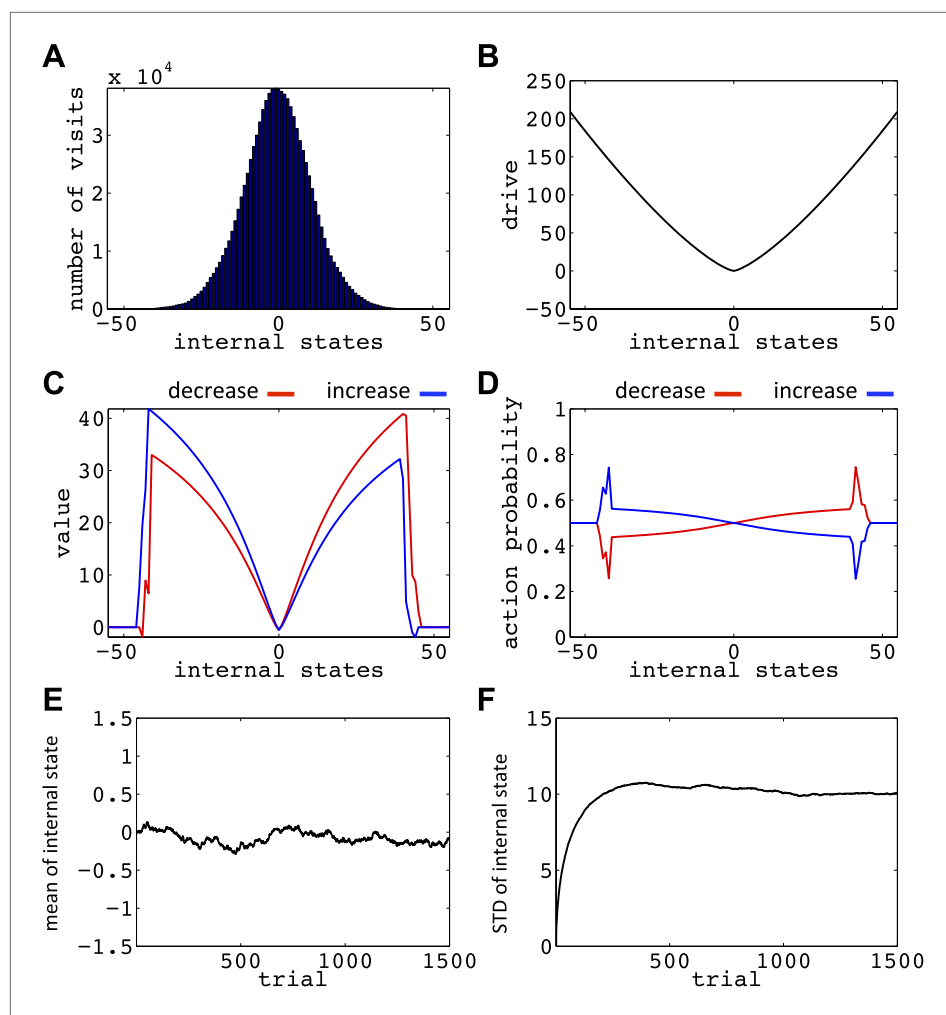 A
x 10^4
number of visits
3
2
1
0
−50 0 50
internal states
B
drive
250
200
150
100
50
0
−50
−50 0 50
internal states
C
decrease increase
value
40
30
20
10
0
−50 0 50
internal states
D
decrease increase
action probability
1
0.8
0.6
0.4
0.2
0
−50 0 50
internal states
E
mean of internal state
1.5
1
0.5
0
−0.5
−1
−1.5
500 1000 1500
trial
F
STD of internal state
15
10
5
0
500 1000 1500
trial